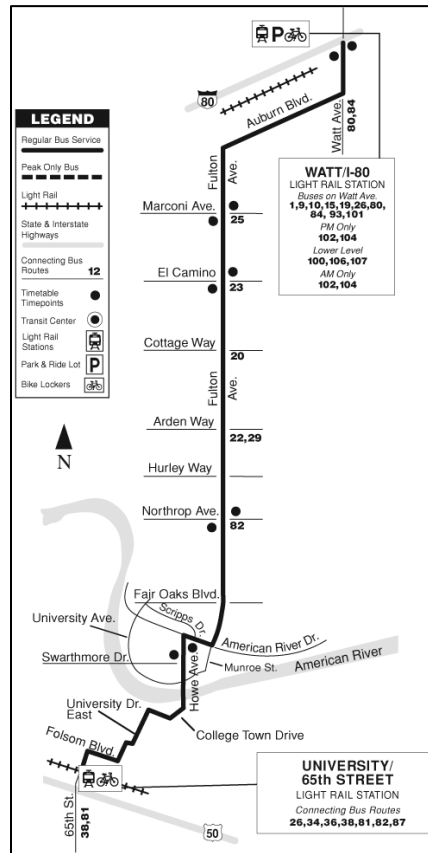 P
80
Auburn Blvd.
Watt Ave.
80,84
LEGEND
Regular Bus Service
Peak Only Bus
Light Rail
State & Interstate
Highways
Connecting Bus
Routes 12
Timetable
Timepoints
Transit Center
Light Rail
Stations
Park & Ride Lot P
Bike Lockers
N
WATT/I-80
LIGHT RAIL STATION
Buses on Watt Ave.
1,9,10,15,19,26,80,
84, 93,101
PM Only
102,104
Lower Level
100,106,107
AM Only
102,104
Fulton Ave.
Marconi Ave.
25
El Camino
23
Cottage Way
20
Fulton Ave.
Arden Way
22,29
Hurley Way
Northrop Ave.
82
Fair Oaks Blvd.
Scripps Dr.
University Ave.
American River Dr.
Swarthmore Dr.
Munroe St.
American River
Howe Ave.
University Dr.
East
College Town Drive
Folsom Blvd.
65th St.
38,81
50
UNIVERSITY/
65th STREET
LIGHT RAIL STATION
Connecting Bus Routes
26,34,36,38,81,82,87